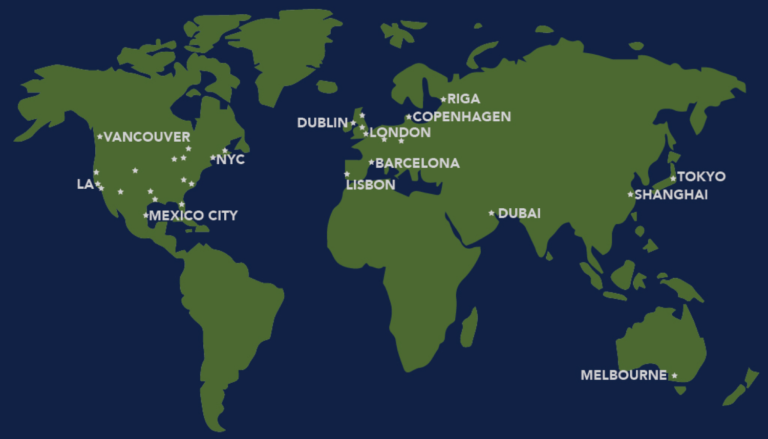 RIGA
COPENHAGEN
DUBLIN
LONDON
VANCOUVER
NYC
BARCELONA
TOKYO
LA
LISBON
SHANGHAI
MEXICO CITY
DUBAI
MELBOURNE